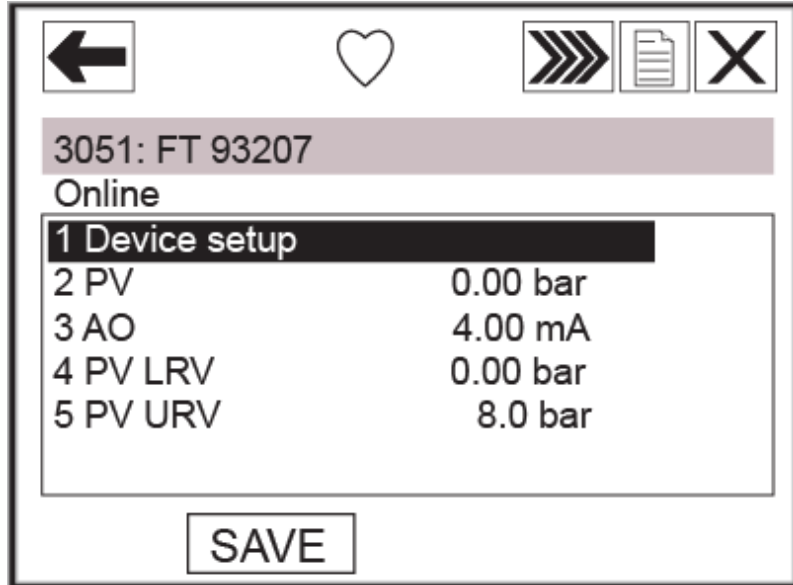 3051: FT 93207
Online
1 Device setup
2 PV 0.00 bar
3 AO 4.00 mA
4 PV LRV 0.00 bar
5 PV URV 8.0 bar
SAVE